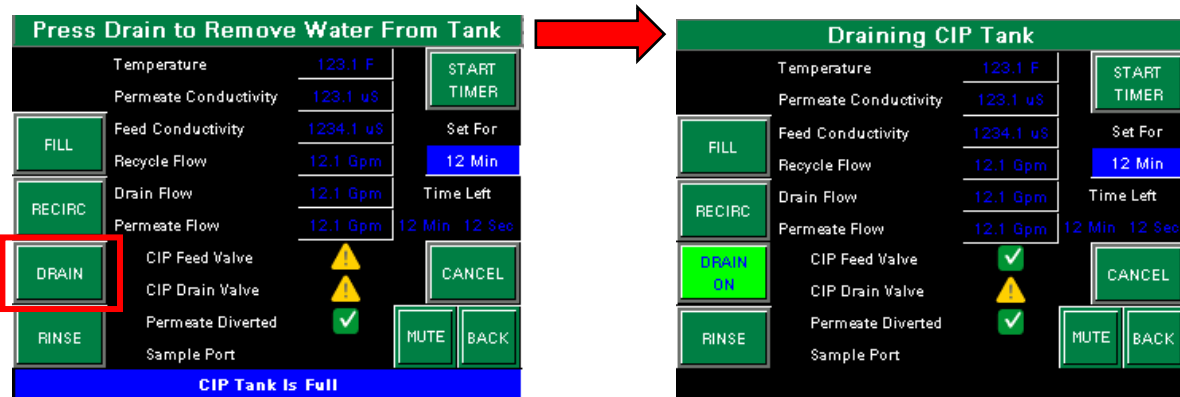 Press Drain to Remove Water From Tank
Temperature 123.1 F
START
TIMER
Permeate Conductivity 123.1 uS
FILL
Feed Conductivity 1234.1 uS
Set For
Recycle Flow 12.1 Gpm
12 Min
RECIRC
Drain Flow 12.1 Gpm
Time Left
Permeate Flow 12.1 Gpm
12 Min 12 Sec
DRAIN
CIP Feed Valve
CANCEL
CIP Drain Valve
RINSE
Permeate Diverted
MUTE
BACK
Sample Port
CIP Tank Is Full
Draining CIP Tank
Temperature 123.1 F
START
TIMER
Permeate Conductivity 123.1 uS
FILL
Feed Conductivity 1234.1 uS
Set For
Recycle Flow 12.1 Gpm
12 Min
RECIRC
Drain Flow 12.1 Gpm
Time Left
Permeate Flow 12.1 Gpm
12 Min 12 Sec
DRAIN
ON
CIP Feed Valve
CANCEL
CIP Drain Valve
RINSE
Permeate Diverted
MUTE
BACK
Sample Port